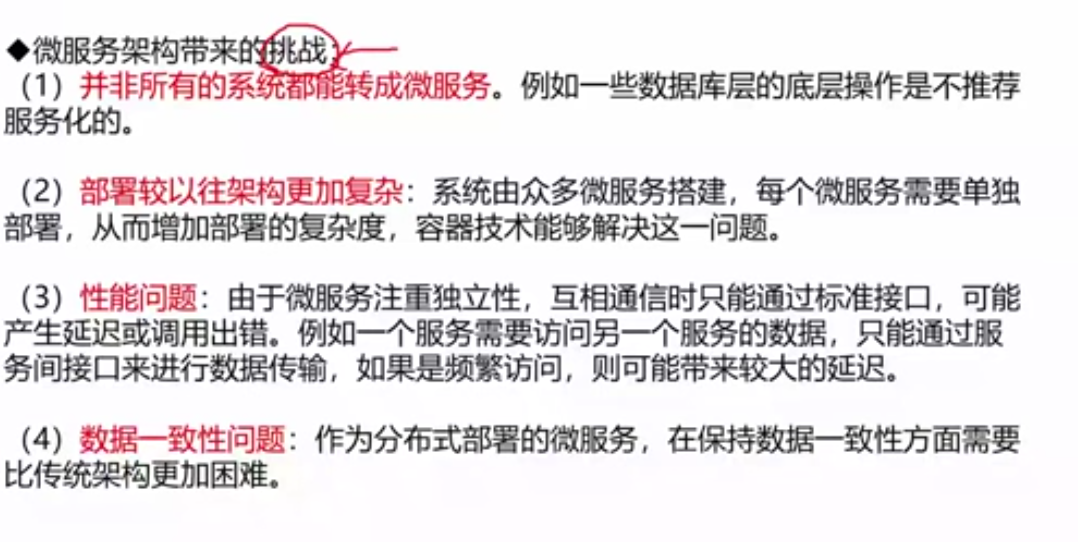 ◆微服务架构带来的挑战：
（1）并非所有的系统都能转成微服务。例如一些数据库层的底层操作是不推荐
服务化的。
（2）部署较以往架构更加复杂：系统由众多微服务搭建，每个微服务需要单独
部署，从而增加部署的复杂度，容器技术能够解决这一问题。
（3）性能问题：由于微服务注重独立性，互相通信时只能通过标准接口，可能
产生延迟或调用出错。例如一个服务需要访问另一个服务的数据，只能通过服
务间接口来进行数据传输，如果是频繁访问，则可能带来较大的延迟。
（4）数据一致性问题：作为分布式部署的微服务，在保持数据一致性方面需要
比传统架构更加困难。